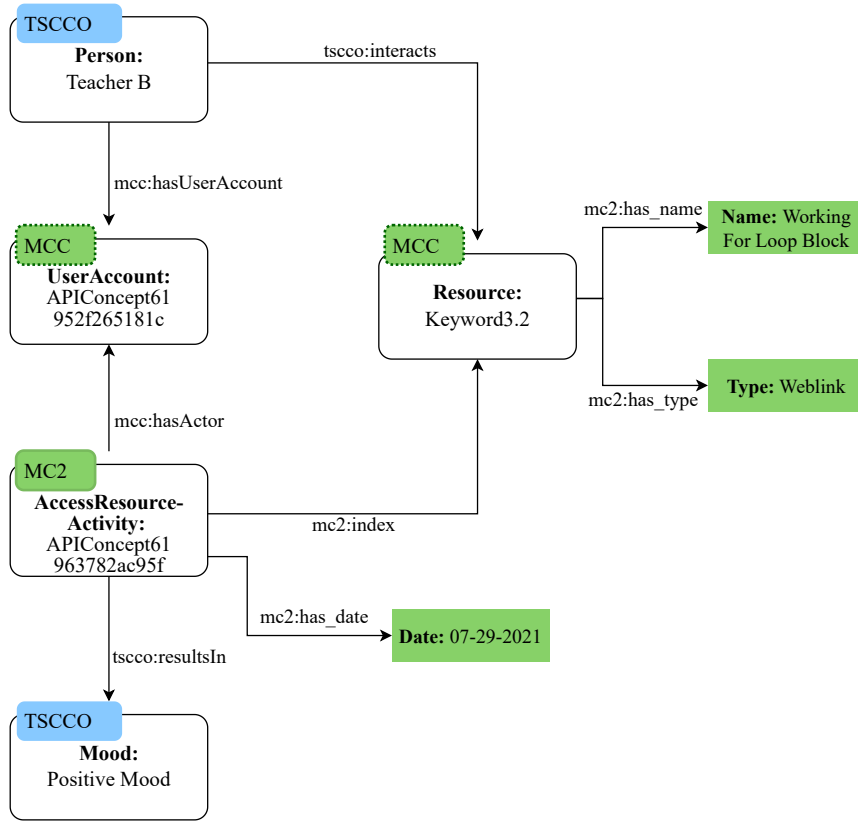 TSCCO
Person:
Teacher B
tscco:interacts
mcc:hasUserAccount
MCC
UserAccount:
APIConcept61
952f265181c
MCC
Resource:
Keyword3.2
mc2:has_name
Name: Working
For Loop Block
mc2:has_type
Type: Weblink
mcc:hasActor
MC2
AccessResource-
Activity:
APIConcept61
963782ac95f
mc2:index
mc2:has_date
Date: 07-29-2021
tscco:resultsIn
TSCCO
Mood:
Positive Mood